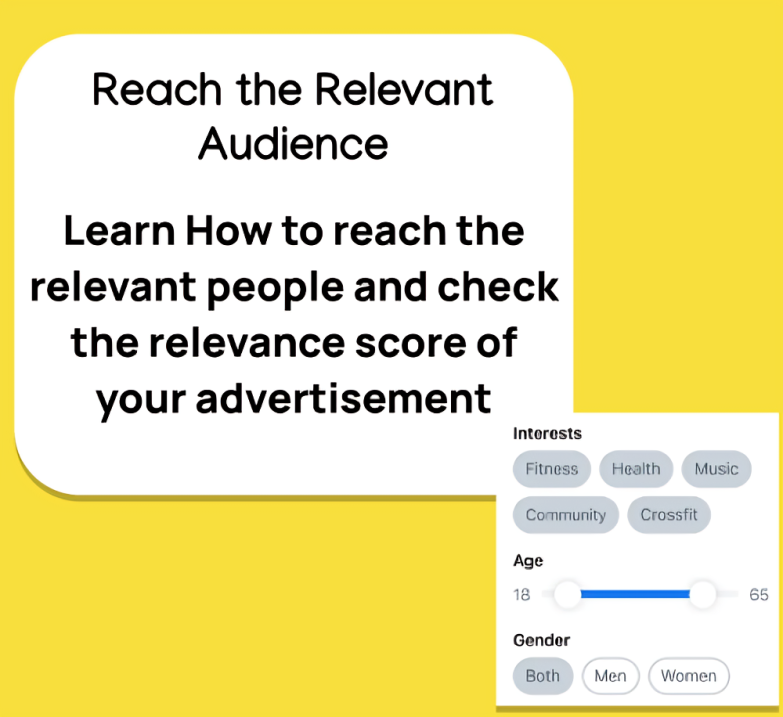 Reach the Relevant
Audience
Learn How to reach the
relevant people and check
the relevance score of
your advertisement
Interests
Fitness Health Music
Community Crossfit
Age
18 65
Gender
Both Men Women